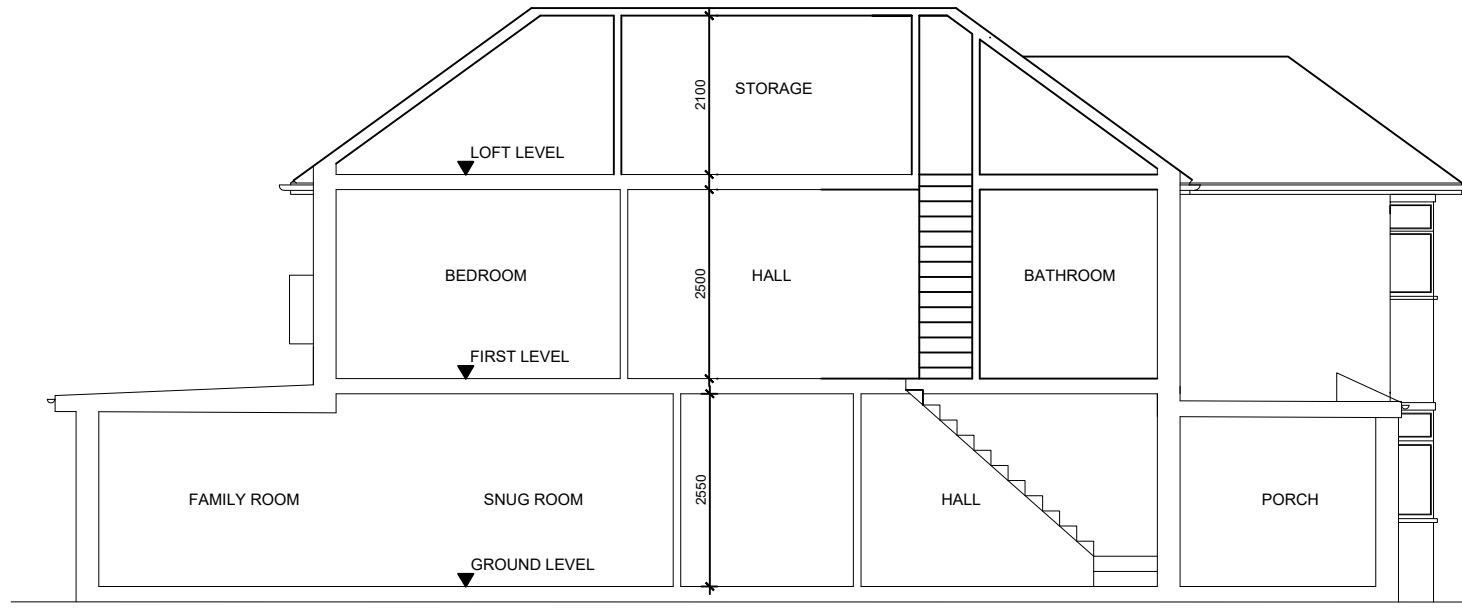 2100
STORAGE
LOFT LEVEL
BEDROOM
2500
HALL
BATHROOM
FIRST LEVEL
FAMILY ROOM
SNUG ROOM
2550
HALL
PORCH
GROUND LEVEL